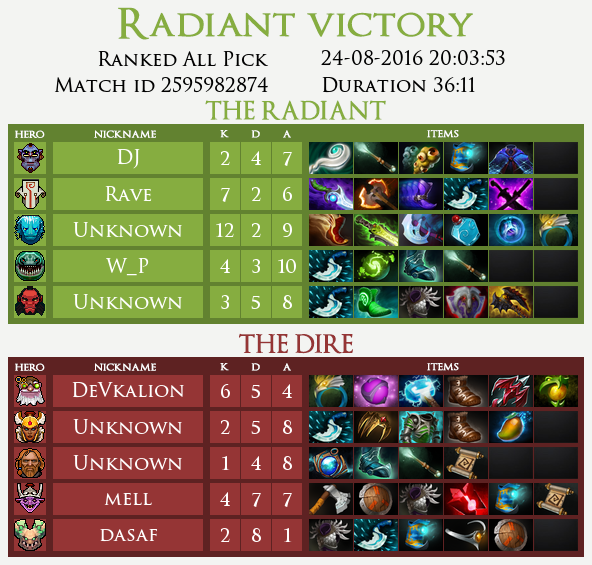 Radiant victory
Ranked All Pick 24-08-2016 20:03:53
Match id 2595982874 Duration 36:11
THE RADIANT
HERO NICKNAME K D A ITEMS
DJ 2 4 7
Rave 7 2 6
Unknown 12 2 9
W_P 4 3 10
Unknown 3 5 8
THE DIRE
HERO NICKNAME K D A ITEMS
DeVkalion 6 5 4
Unknown 2 5 8
Unknown 1 4 8
mell 4 7 7
dasaf 2 8 1